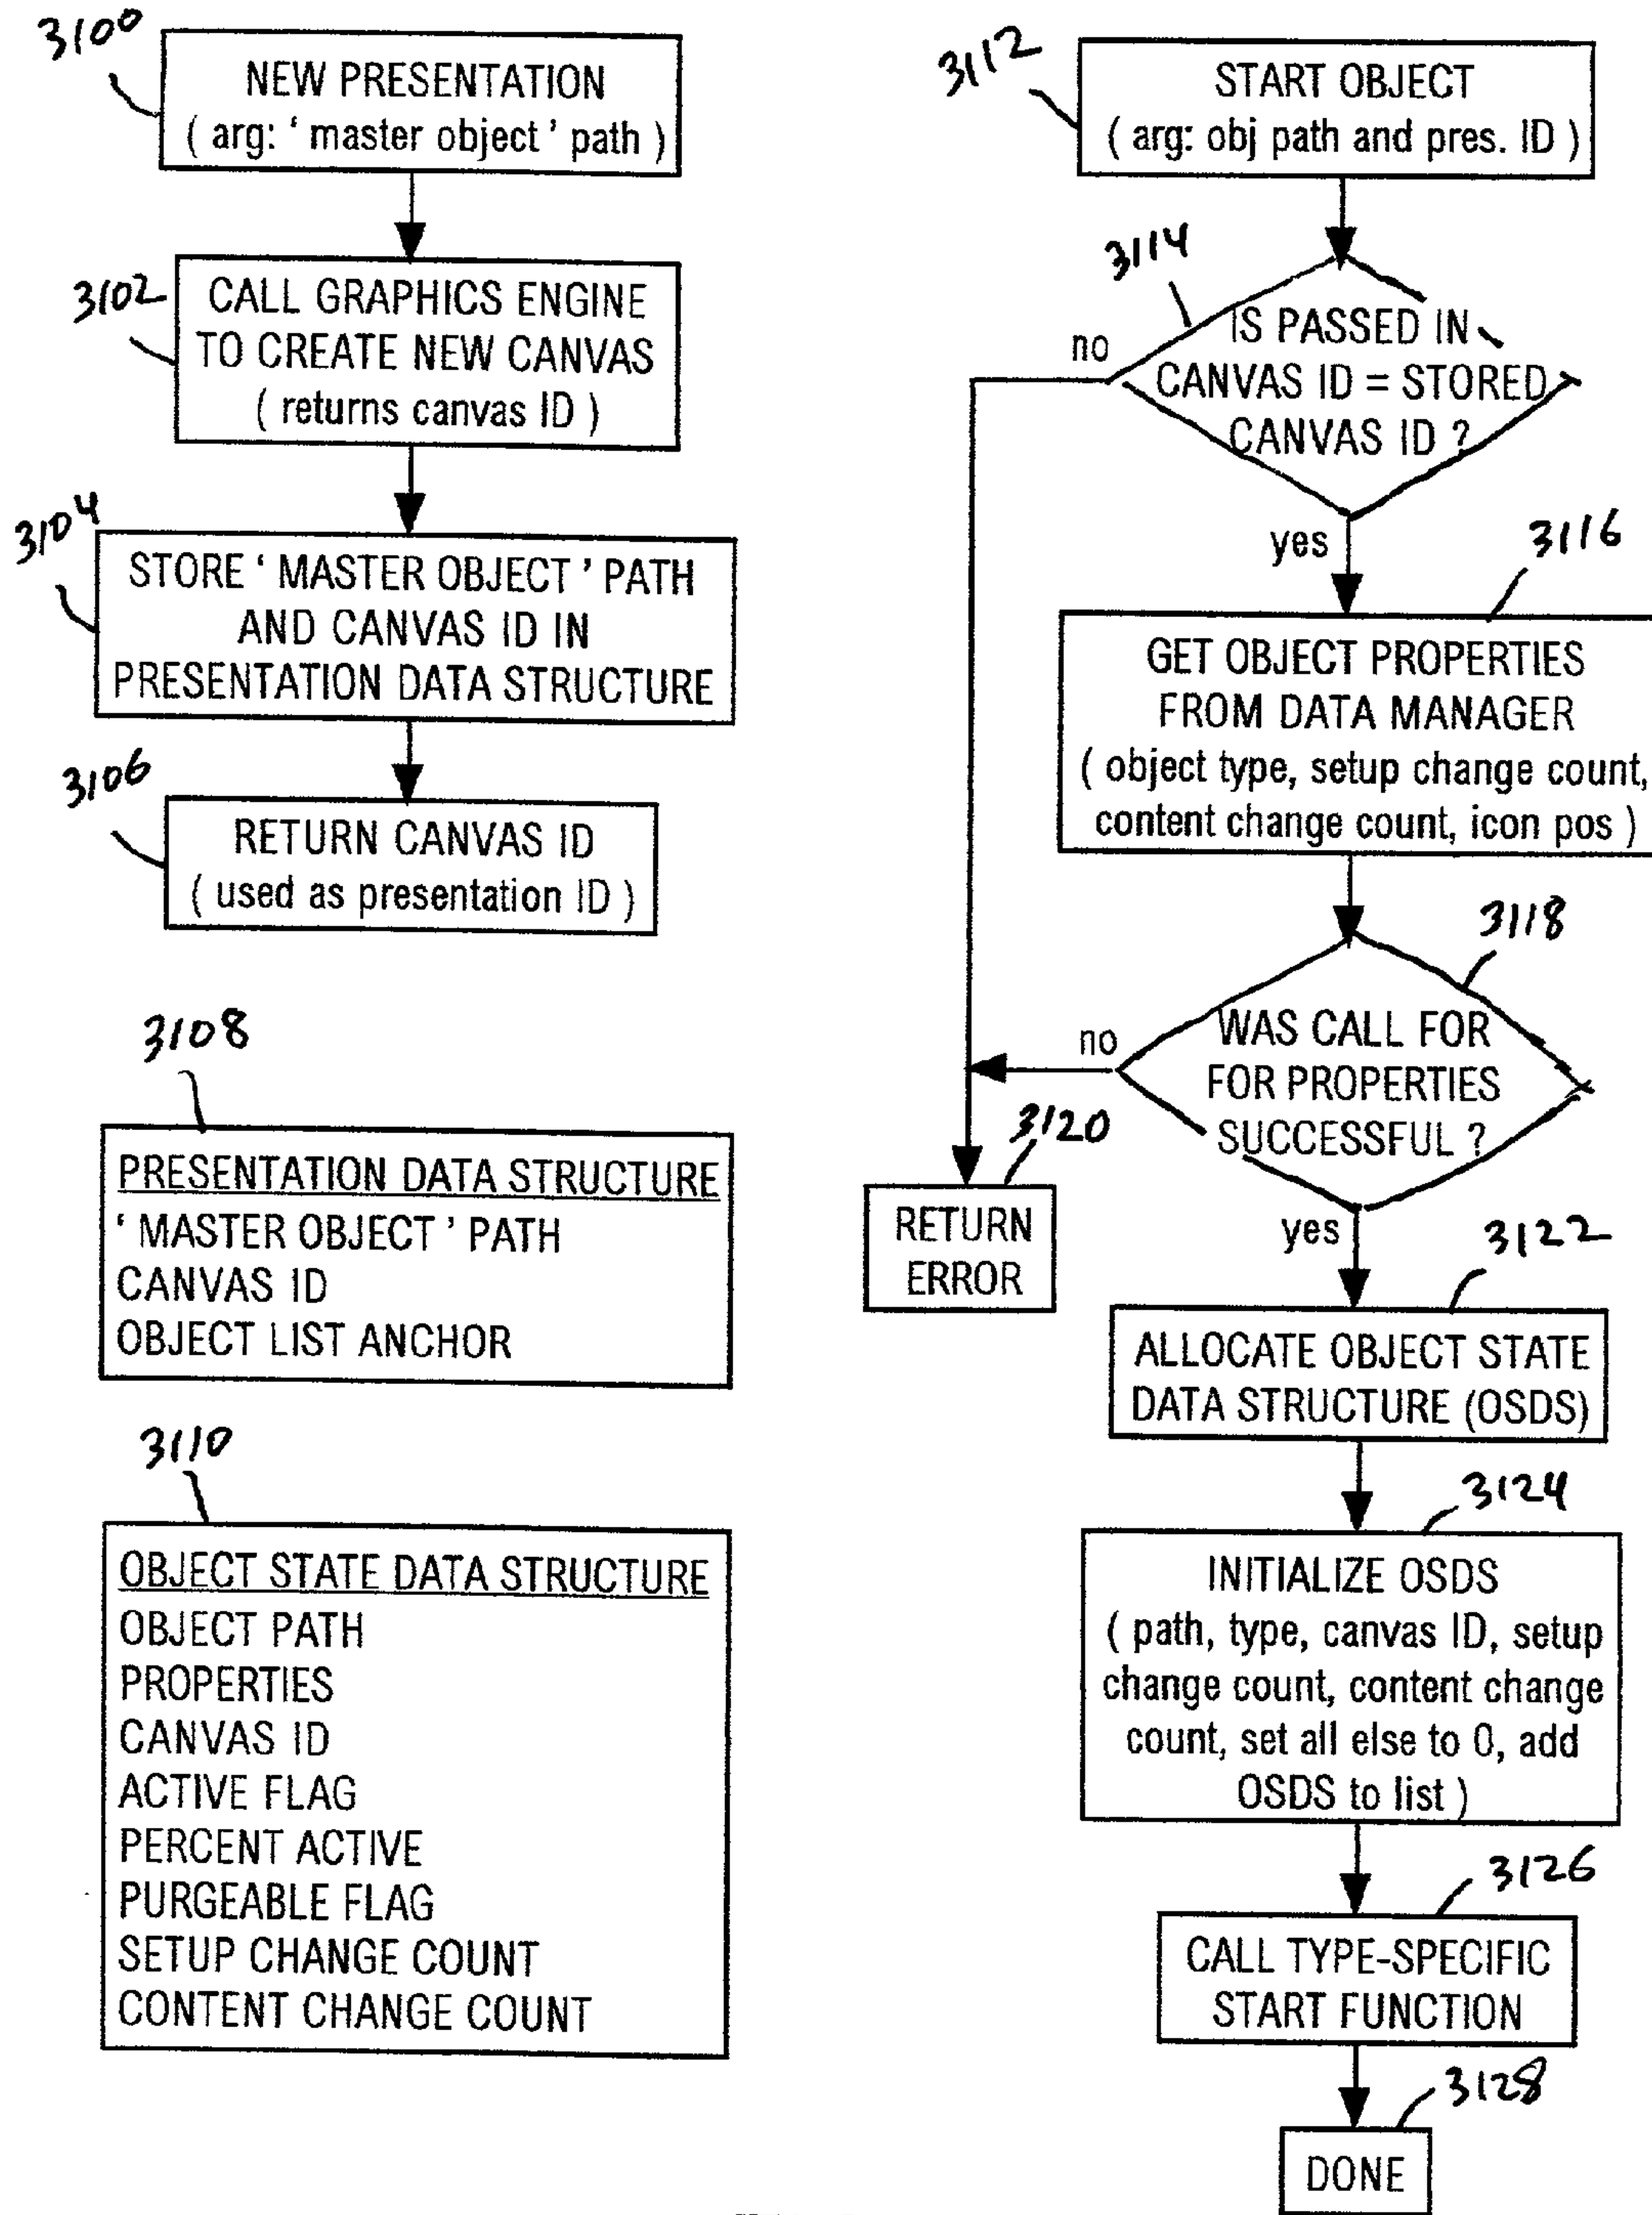 3100
NEW PRESENTATION
( arg: ' master object ' path )
3102
CALL GRAPHICS ENGINE
TO CREATE NEW CANVAS
( returns canvas ID )
3104
STORE ' MASTER OBJECT ' PATH
AND CANVAS ID IN
PRESENTATION DATA STRUCTURE
3106
RETURN CANVAS ID
( used as presentation ID )
3108
PRESENTATION DATA STRUCTURE
' MASTER OBJECT ' PATH
CANVAS ID
OBJECT LIST ANCHOR
3110
OBJECT STATE DATA STRUCTURE
OBJECT PATH
PROPERTIES
CANVAS ID
ACTIVE FLAG
PERCENT ACTIVE
PURGEABLE FLAG
SETUP CHANGE COUNT
CONTENT CHANGE COUNT
3112
START OBJECT
( arg: obj path and pres. ID )
3114
IS PASSED IN
CANVAS ID = STORED
CANVAS ID ?
no
yes
3116
GET OBJECT PROPERTIES
FROM DATA MANAGER
( object type, setup change count,
content change count, icon pos )
3118
WAS CALL FOR
FOR PROPERTIES
SUCCESSFUL ?
no
yes
3120
RETURN
ERROR
3122
ALLOCATE OBJECT STATE
DATA STRUCTURE (OSDS)
3124
INITIALIZE OSDS
( path, type, canvas ID, setup
change count, content change
count, set all else to 0, add
OSDS to list )
3126
CALL TYPE-SPECIFIC
START FUNCTION
3128
DONE